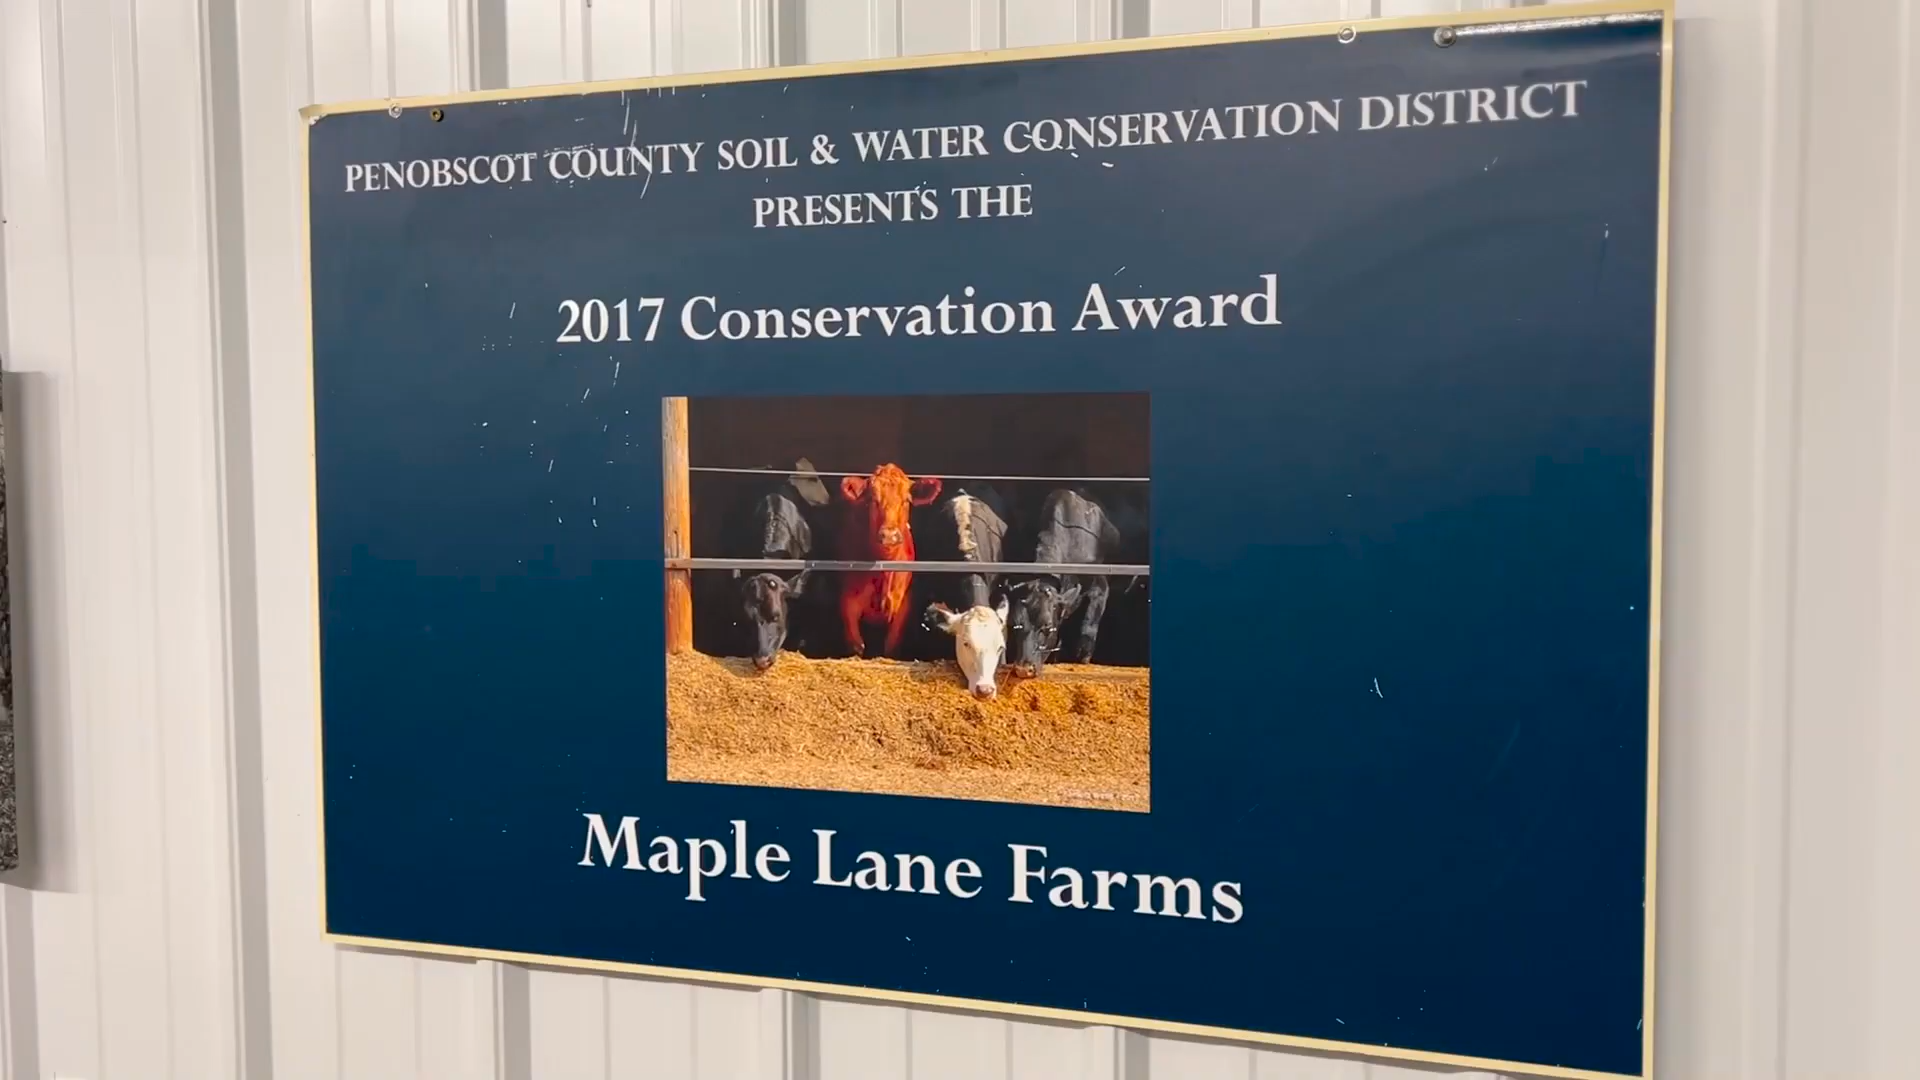 PENOBSCOT COUNTY SOIL & WATER CONSERVATION DISTRICT
PRESENTS THE
2017 Conservation Award
Maple Lane Farms